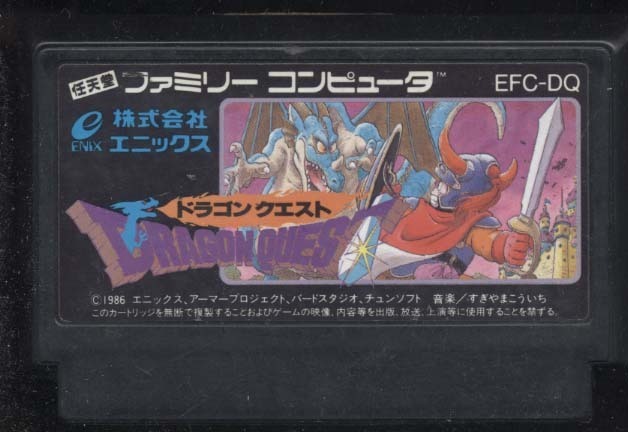 任天堂 ファミリー コンピュータ™ EFC-DQ
株式会社
ENIX エニックス
ドラゴンクエスト
DRAGON QUEST
©1986 エニックス、アーマープロジェクト、バードスタジオ、チュンソフト 音楽/すぎやまこういち
このカートリッジを無断で複製することおよびゲームの映像、内容等を出版、放送、上演等に使用することを禁ずる。